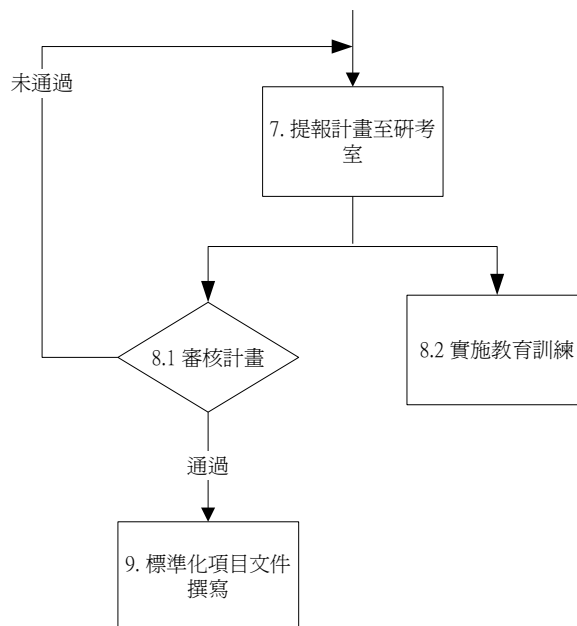 未通過
7. 提報計畫至研考
室
8.1 審核計畫
8.2 實施教育訓練
通過
9. 標準化項目文件
撰寫